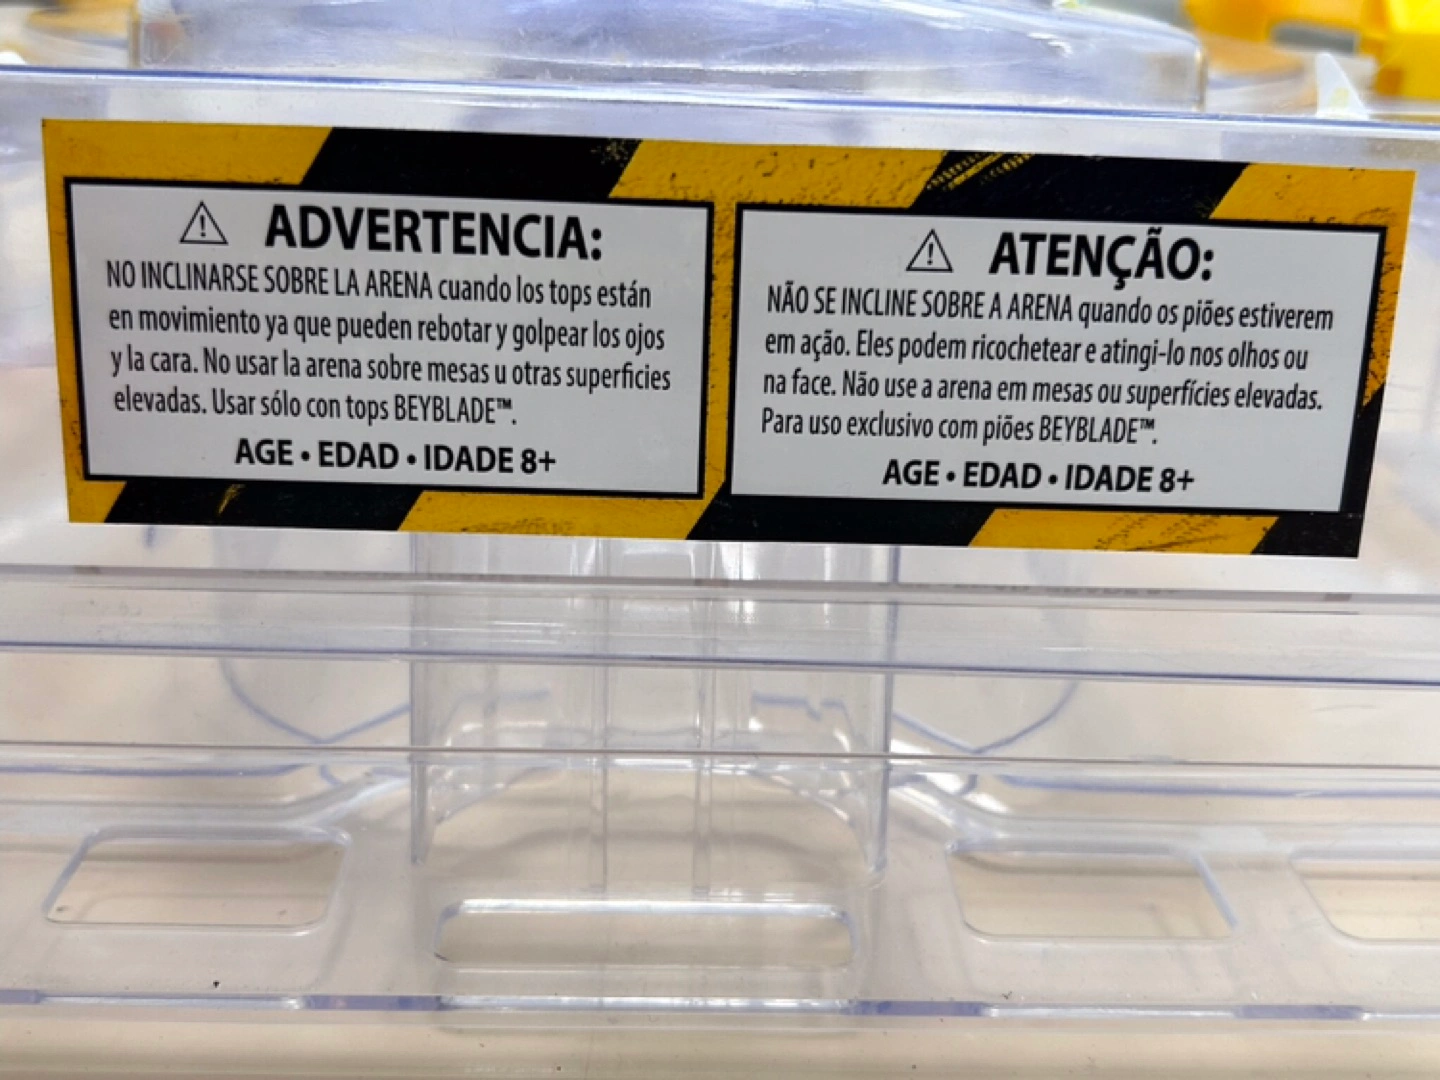 ADVERTENCIA:
NO INCLINARSE SOBRE LA ARENA cuando los tops están
en movimiento ya que pueden rebotar y golpear los ojos
y la cara. No usar la arena sobre mesas u otras superficies
elevadas. Usar sólo con tops BEYBLADE™.
AGE • EDAD • IDADE 8+
ATENÇÃO:
NÃO SE INCLINE SOBRE A ARENA quando os piões estiverem
em ação. Eles podem ricochetear e atingi-lo nos olhos ou
na face. Não use a arena em mesas ou superfícies elevadas.
Para uso exclusivo com piões BEYBLADE™.
AGE • EDAD • IDADE 8+